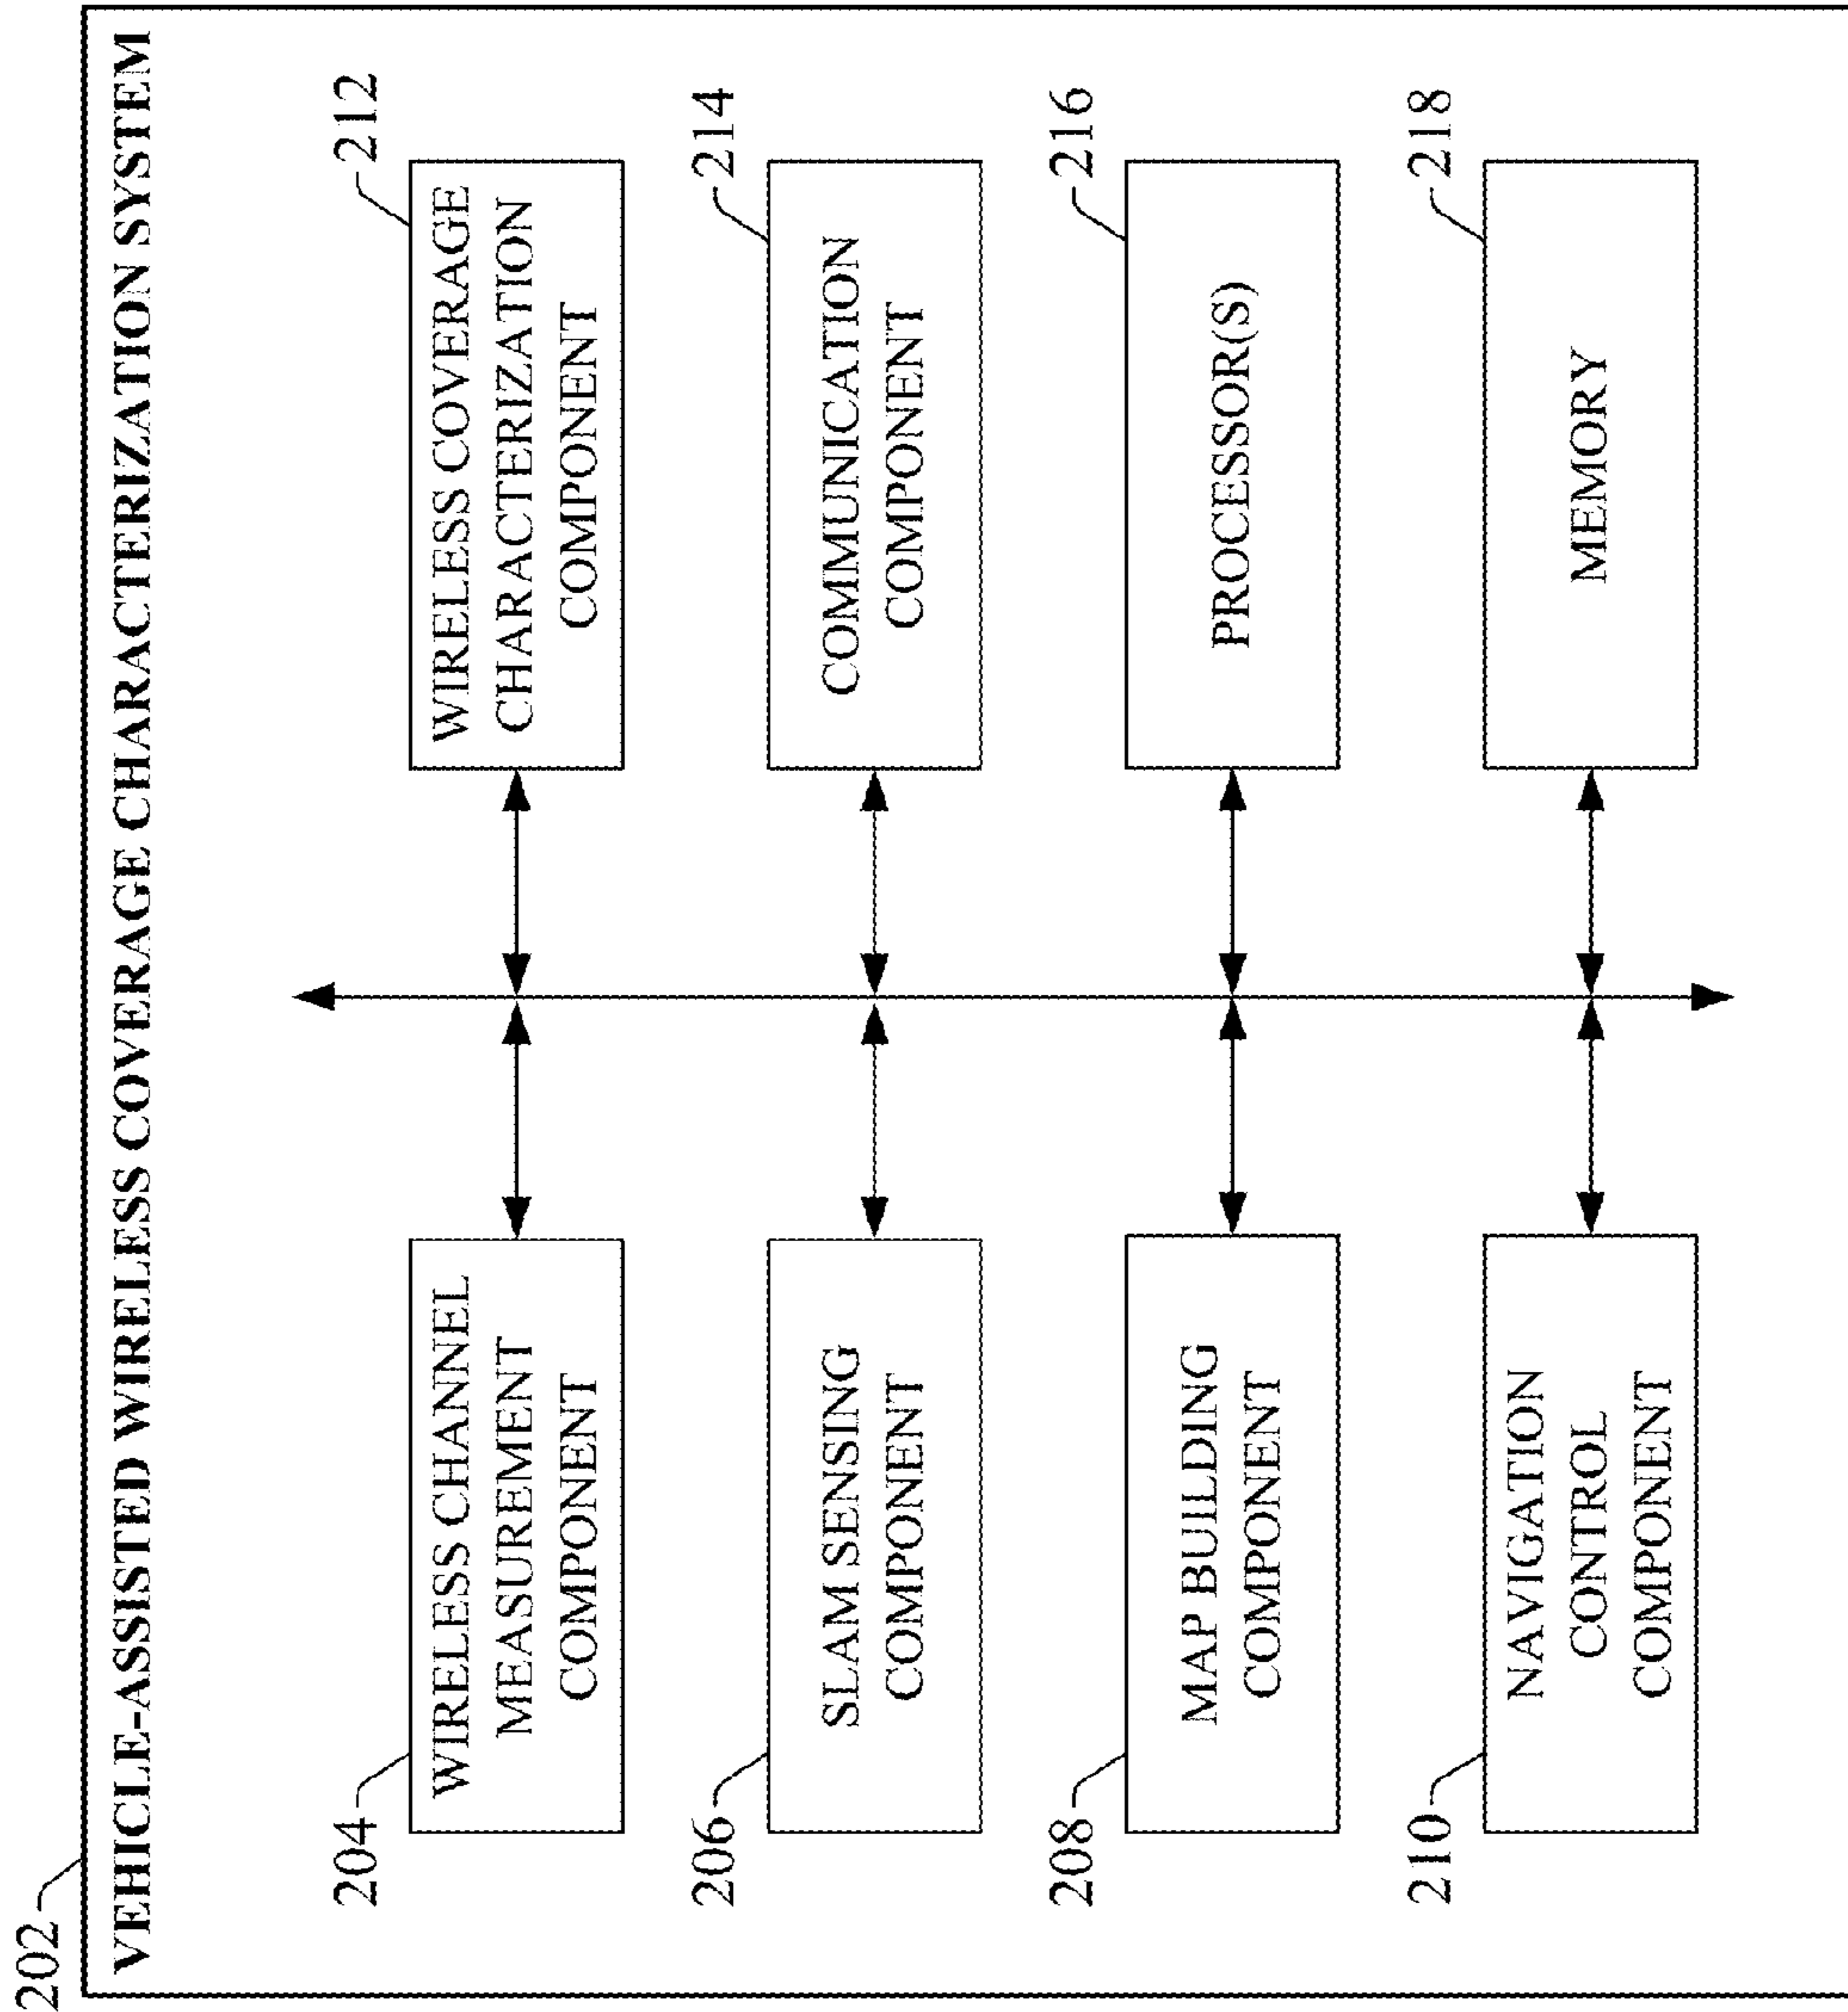 202
VEHICLE-ASSISTED WIRELESS COVERAGE CHARACTERIZATION SYSTEM
204
WIRELESS CHANNEL
MEASUREMENT
COMPONENT
212
WIRELESS COVERAGE
CHARACTERIZATION
COMPONENT
206
SLAM SENSING
COMPONENT
214
COMMUNICATION
COMPONENT
208
MAP BUILDING
COMPONENT
216
PROCESSOR(S)
210
NAVIGATION
CONTROL
COMPONENT
218
MEMORY